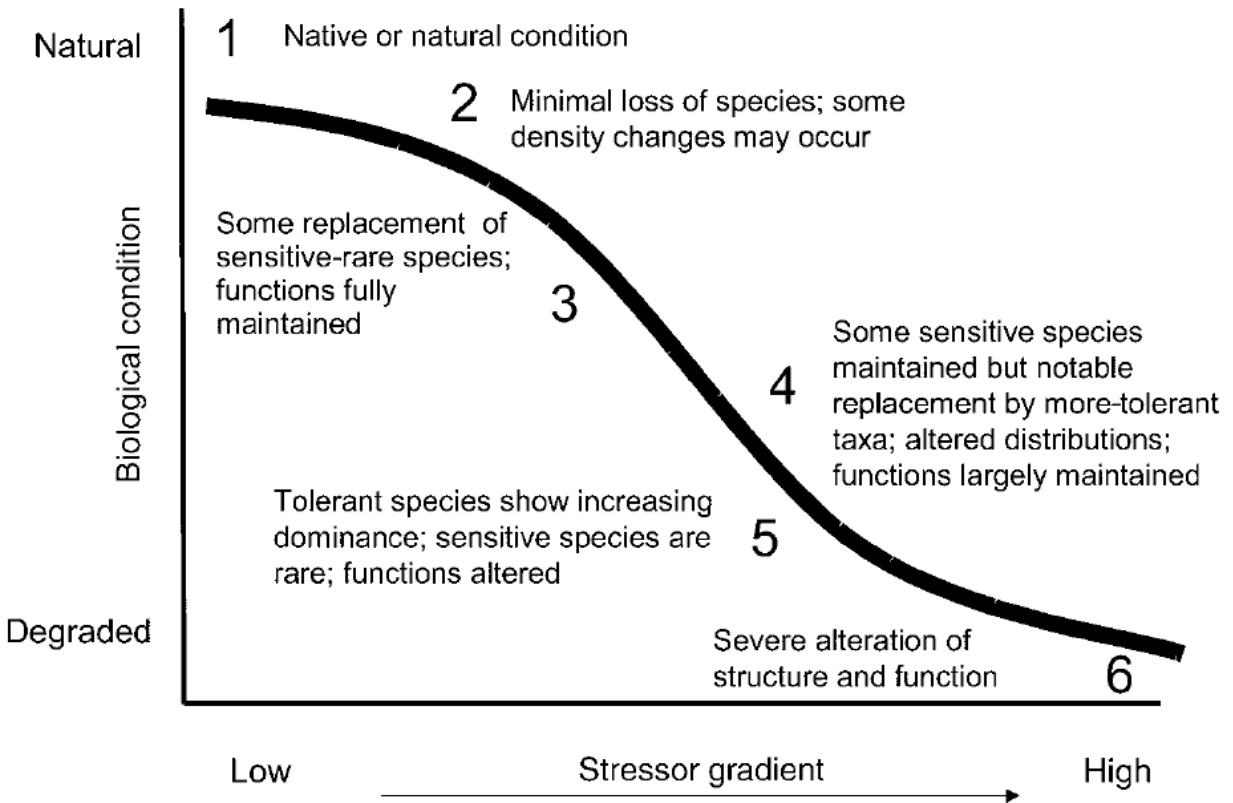 Natural
1 Native or natural condition
2 Minimal loss of species; some
density changes may occur
Some replacement of
sensitive-rare species;
functions fully
maintained
3
Biological condition
4
Some sensitive species
maintained but notable
replacement by more-tolerant
taxa; altered distributions;
functions largely maintained
Tolerant species show increasing
dominance; sensitive species are
rare; functions altered
5
Degraded
Severe alteration of
structure and function
6
Low
Stressor gradient
High